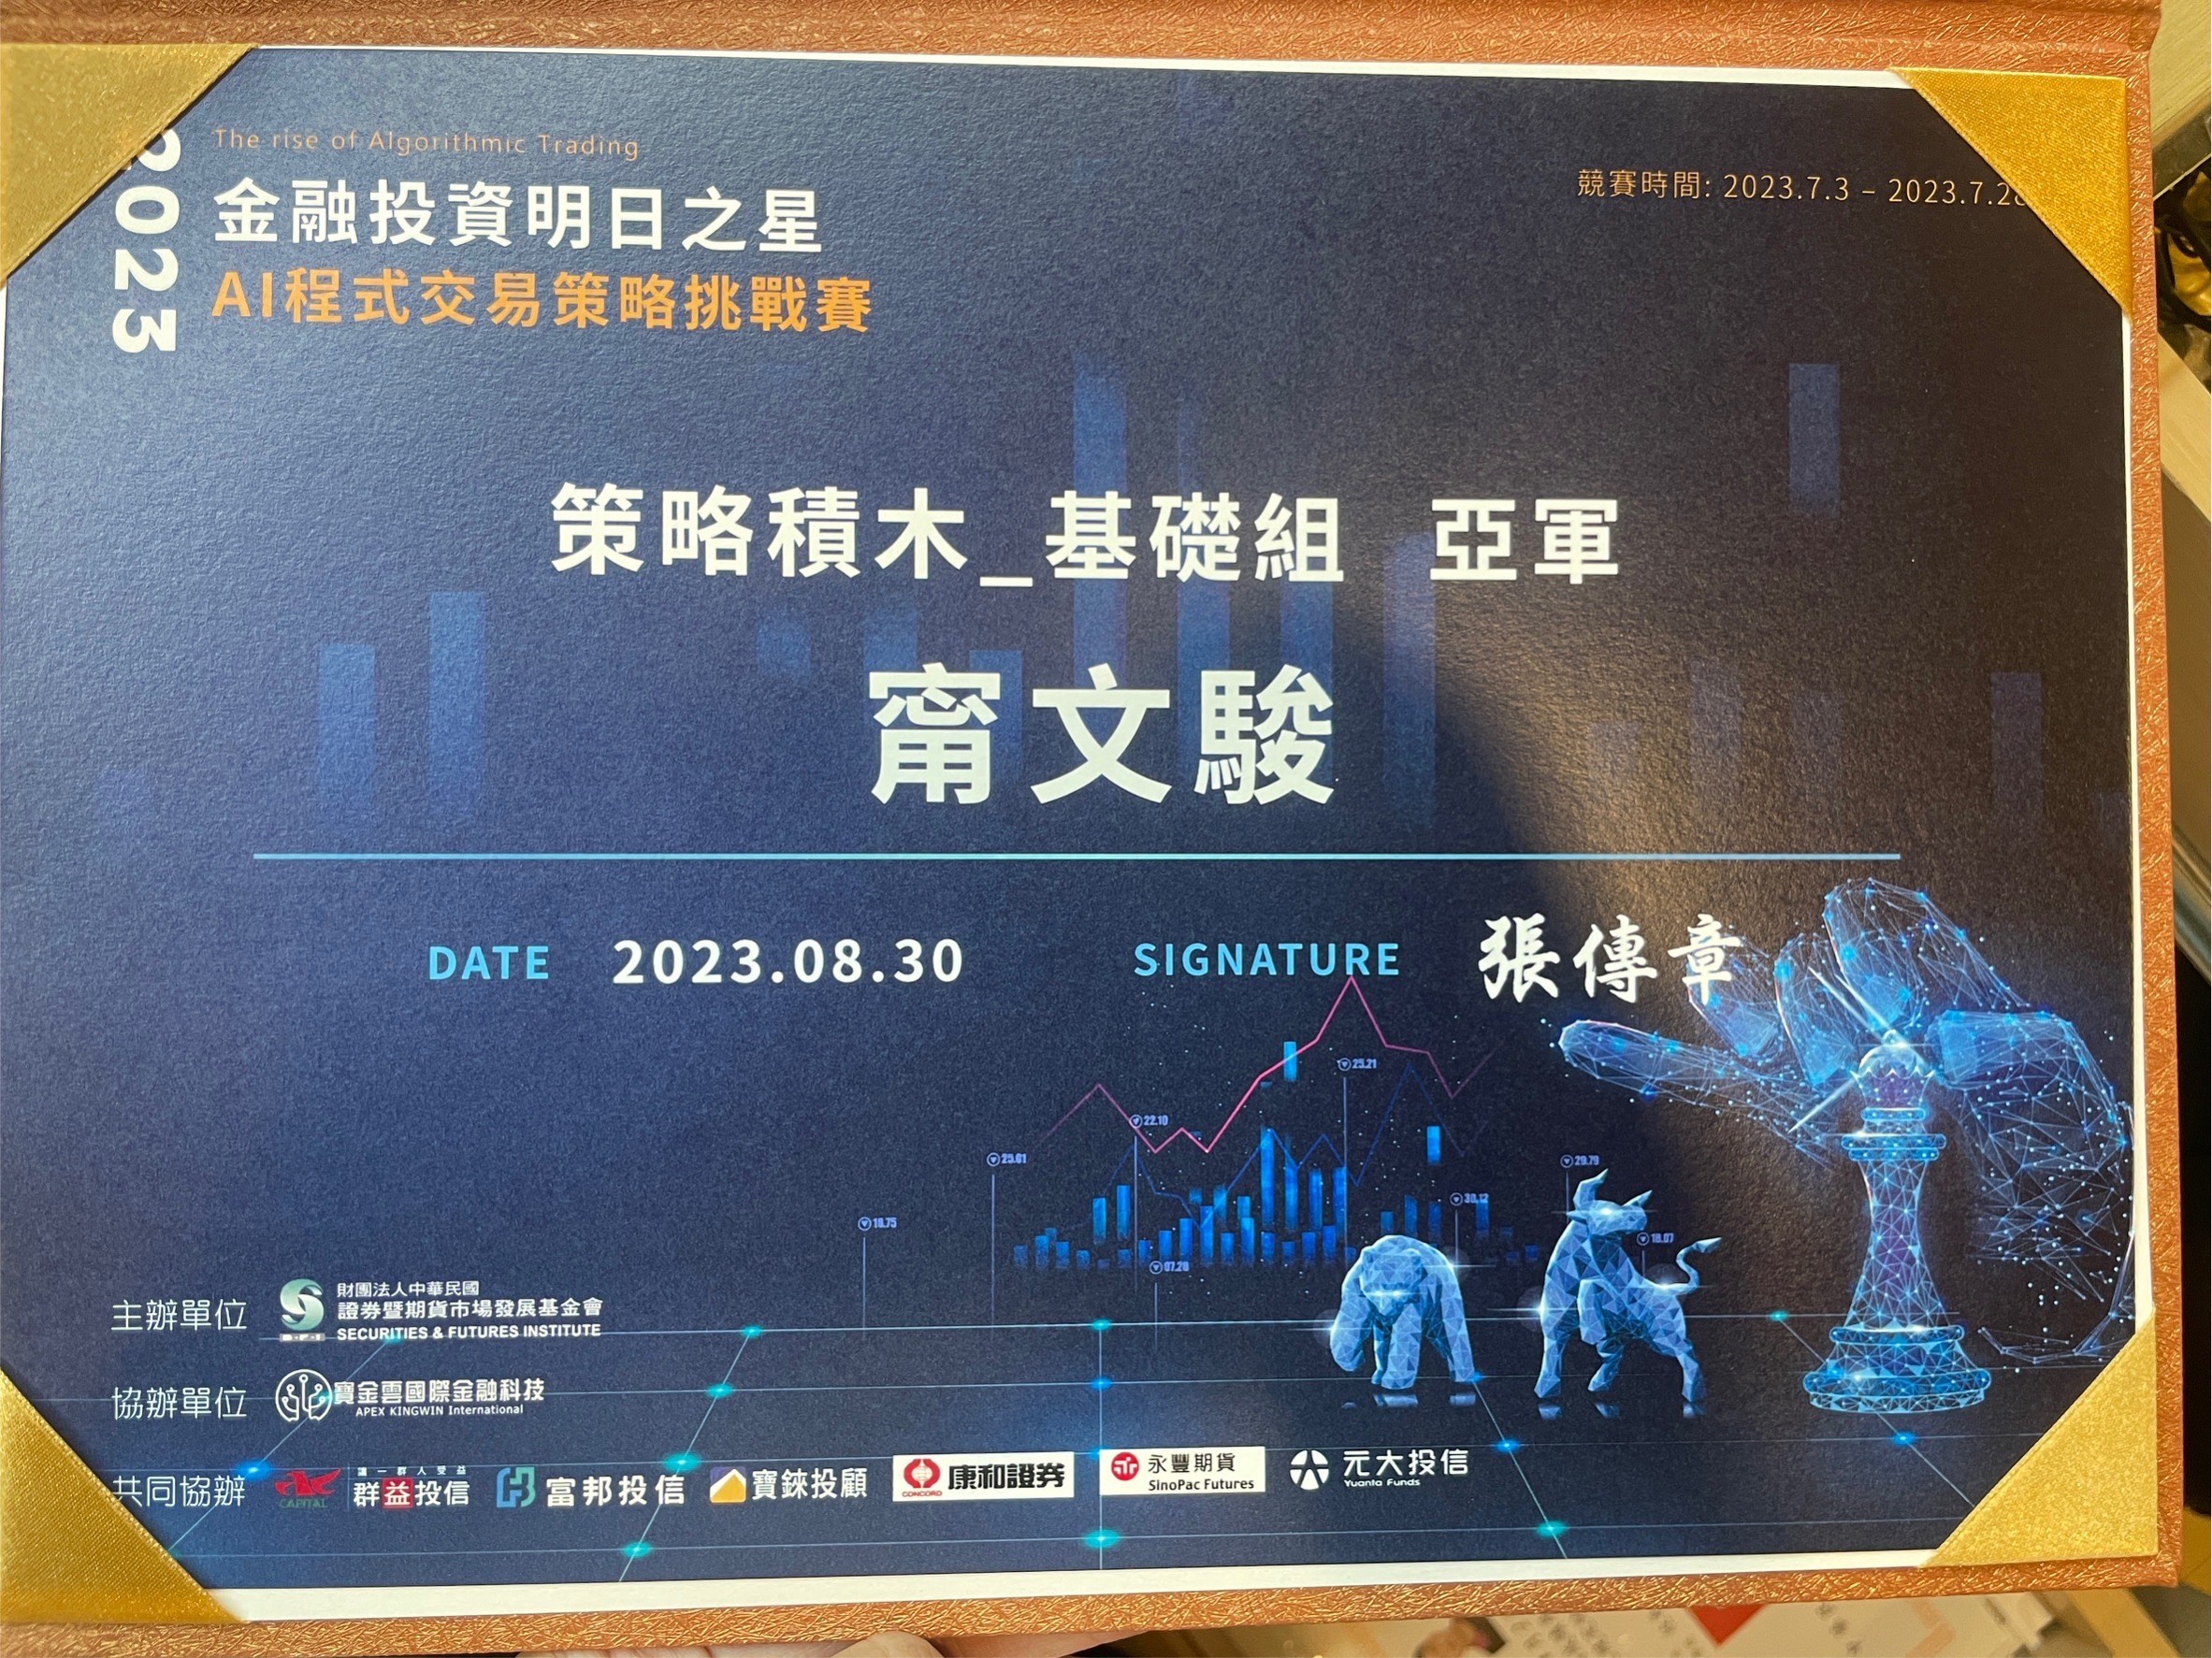 2023
The rise of Algorithmic Trading
金融投資明日之星
AI程式交易策略挑戰賽
競賽時間: 2023.7.3 – 2023.7.28
策略積木_基礎組 亞軍
甯文駿
DATE 2023.08.30 SIGNATURE 張傳章
25.21
22.10
25.61
29.79
30.12
18.75
18.07
07.28
主辦單位 財團法人中華民國
證券暨期貨市場發展基金會
S·F·I SECURITIES & FUTURES INSTITUTE
協辦單位 寶金雲國際金融科技
APEX KINGWIN International
共同協辦 CAPITAL 讓一群人受益 群益投信 富邦投信 寶錸投顧 CONCORD 康和證券 永豐期貨 SinoPac Futures 元大投信 Yuanta Funds